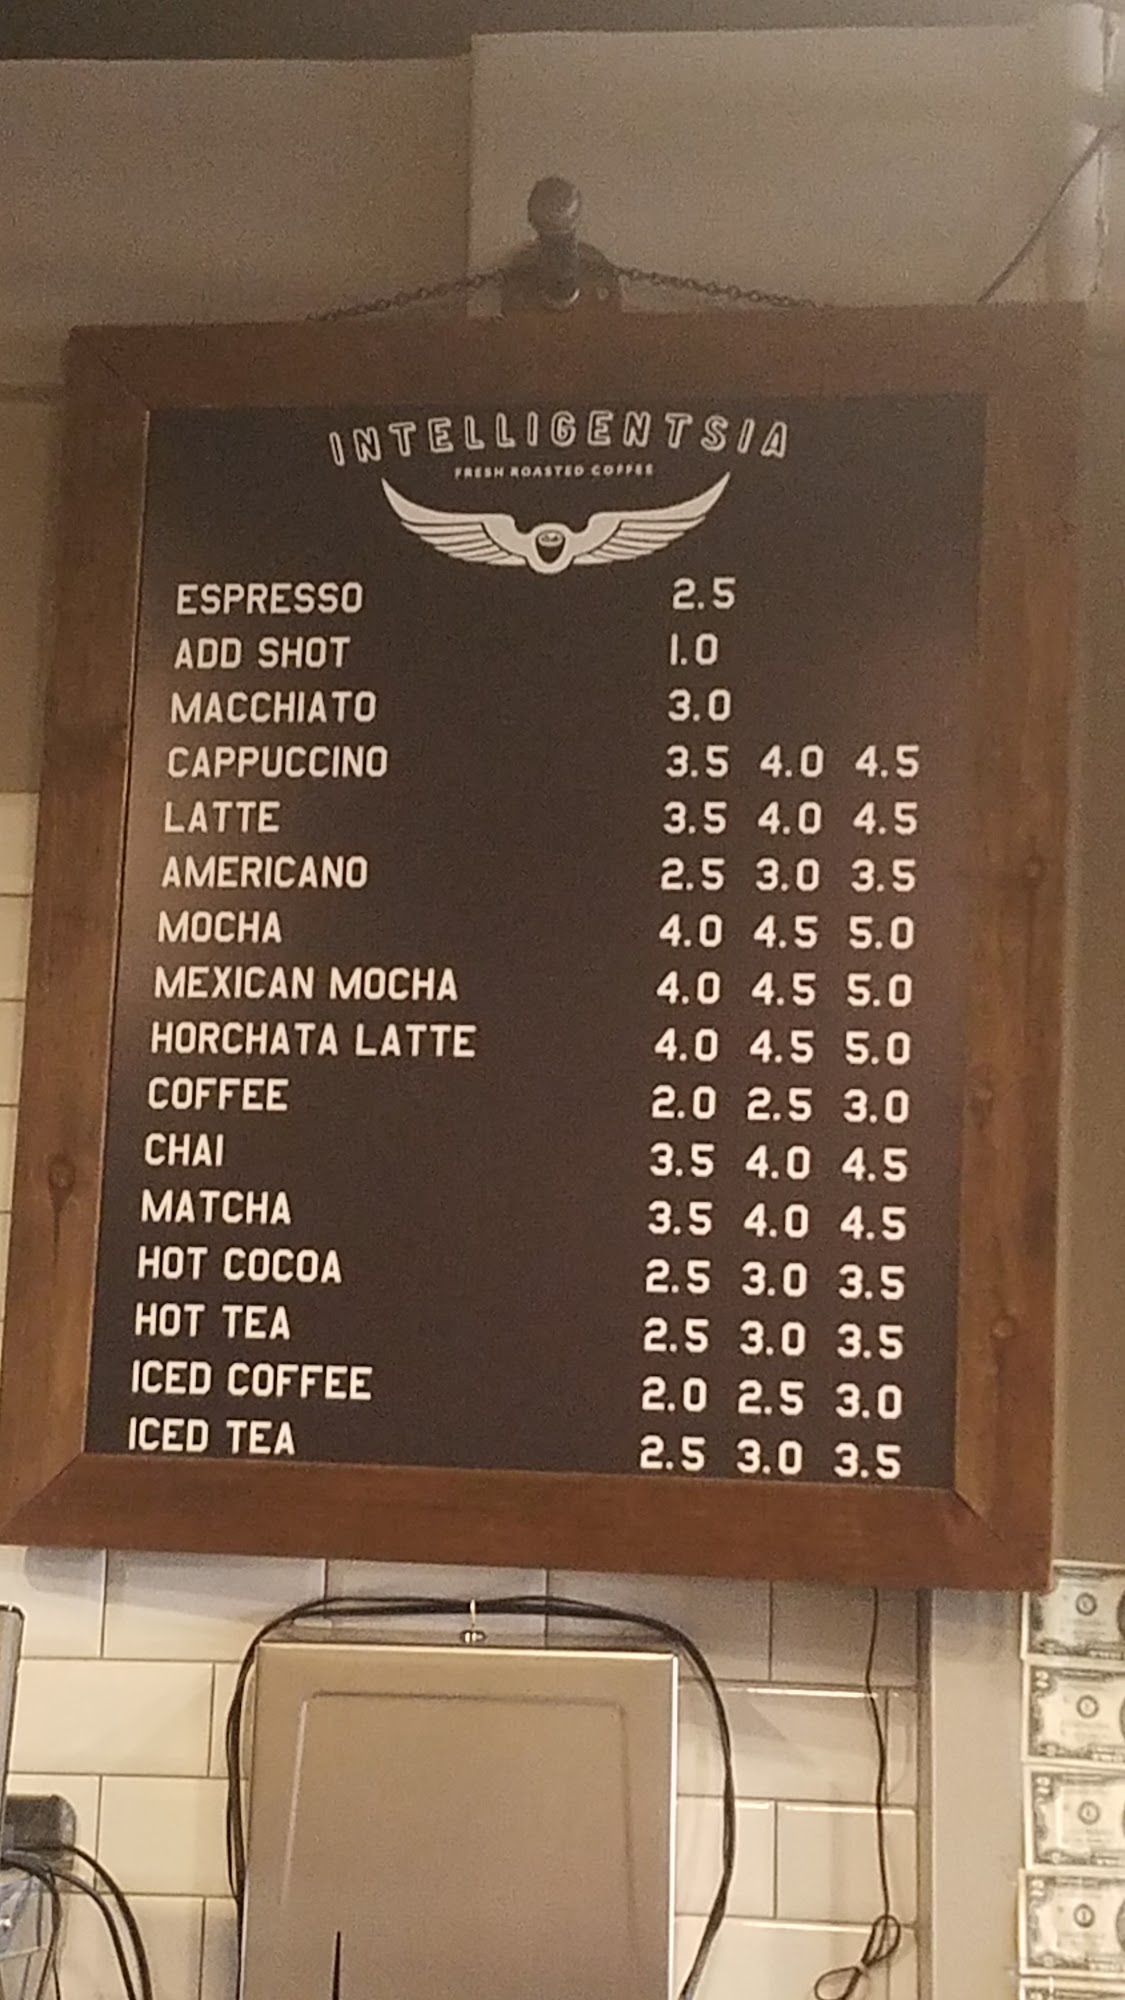 INTELLIGENTSIA
FRESH ROASTED COFFEE
ESPRESSO 2.5
ADD SHOT 1.0
MACCHIATO 3.0
CAPPUCCINO 3.5 4.0 4.5
LATTE 3.5 4.0 4.5
AMERICANO 2.5 3.0 3.5
MOCHA 4.0 4.5 5.0
MEXICAN MOCHA 4.0 4.5 5.0
HORCHATA LATTE 4.0 4.5 5.0
COFFEE 2.0 2.5 3.0
CHAI 3.5 4.0 4.5
MATCHA 3.5 4.0 4.5
HOT COCOA 2.5 3.0 3.5
HOT TEA 2.5 3.0 3.5
ICED COFFEE 2.0 2.5 3.0
ICED TEA 2.5 3.0 3.5